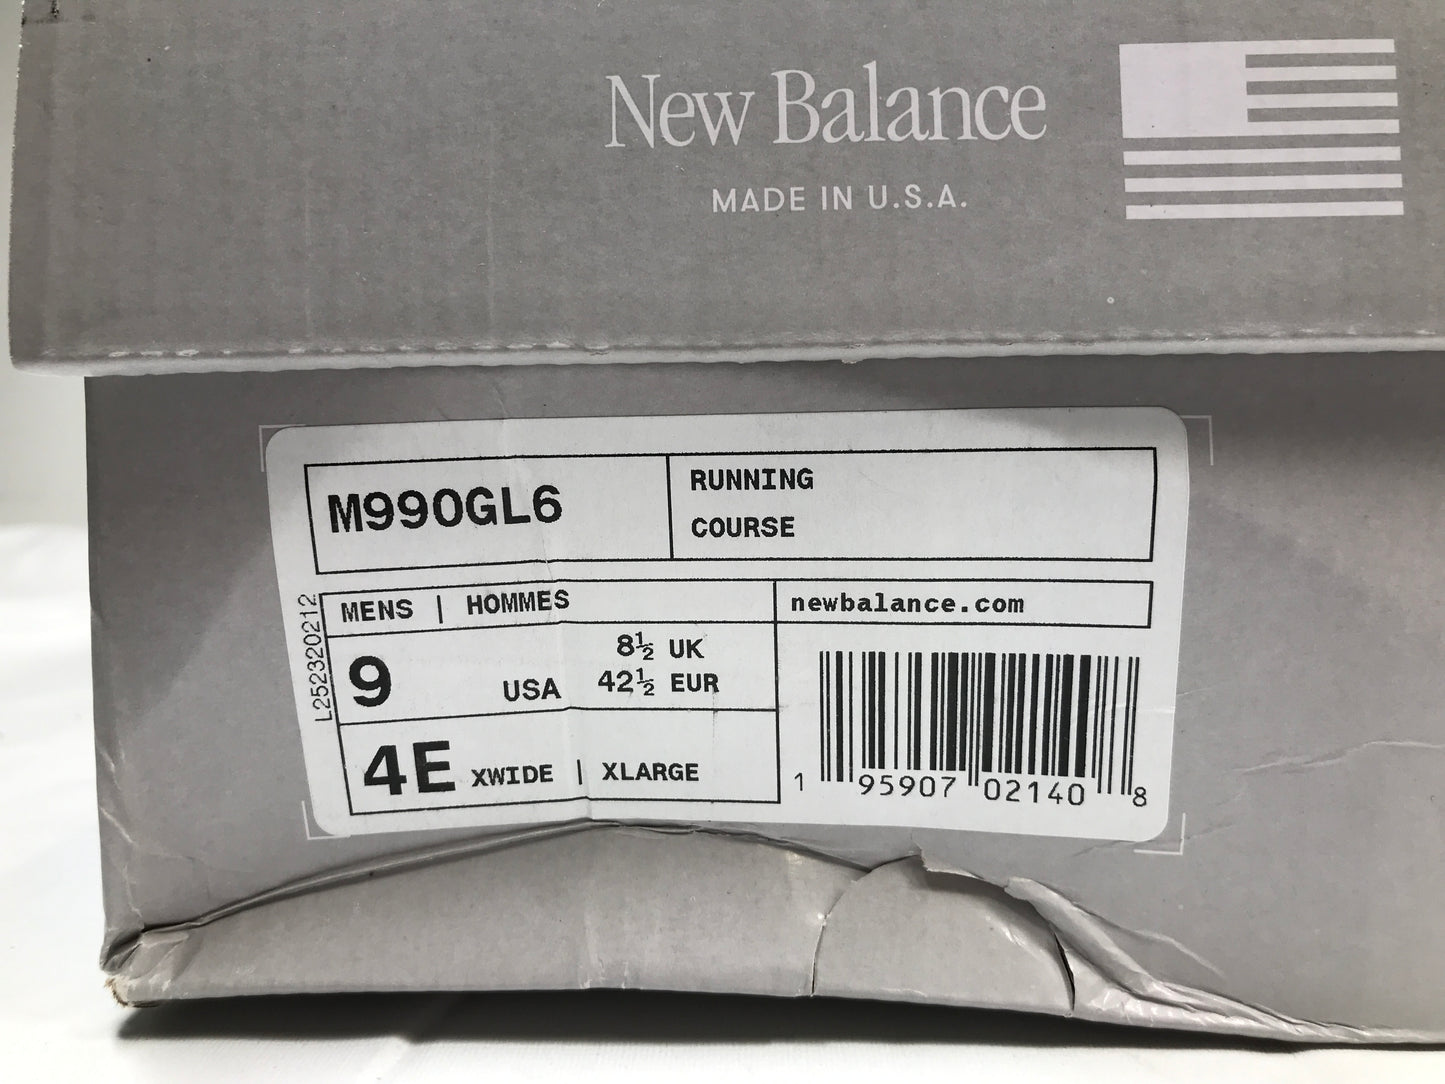 New Balance
MADE IN U.S.A.
M990GL6
RUNNING
COURSE
L252320212
MENS | HOMMES
newbalance.com
9 USA
8½ UK
42½ EUR
4E XWIDE | XLARGE
1 95907 02140 8